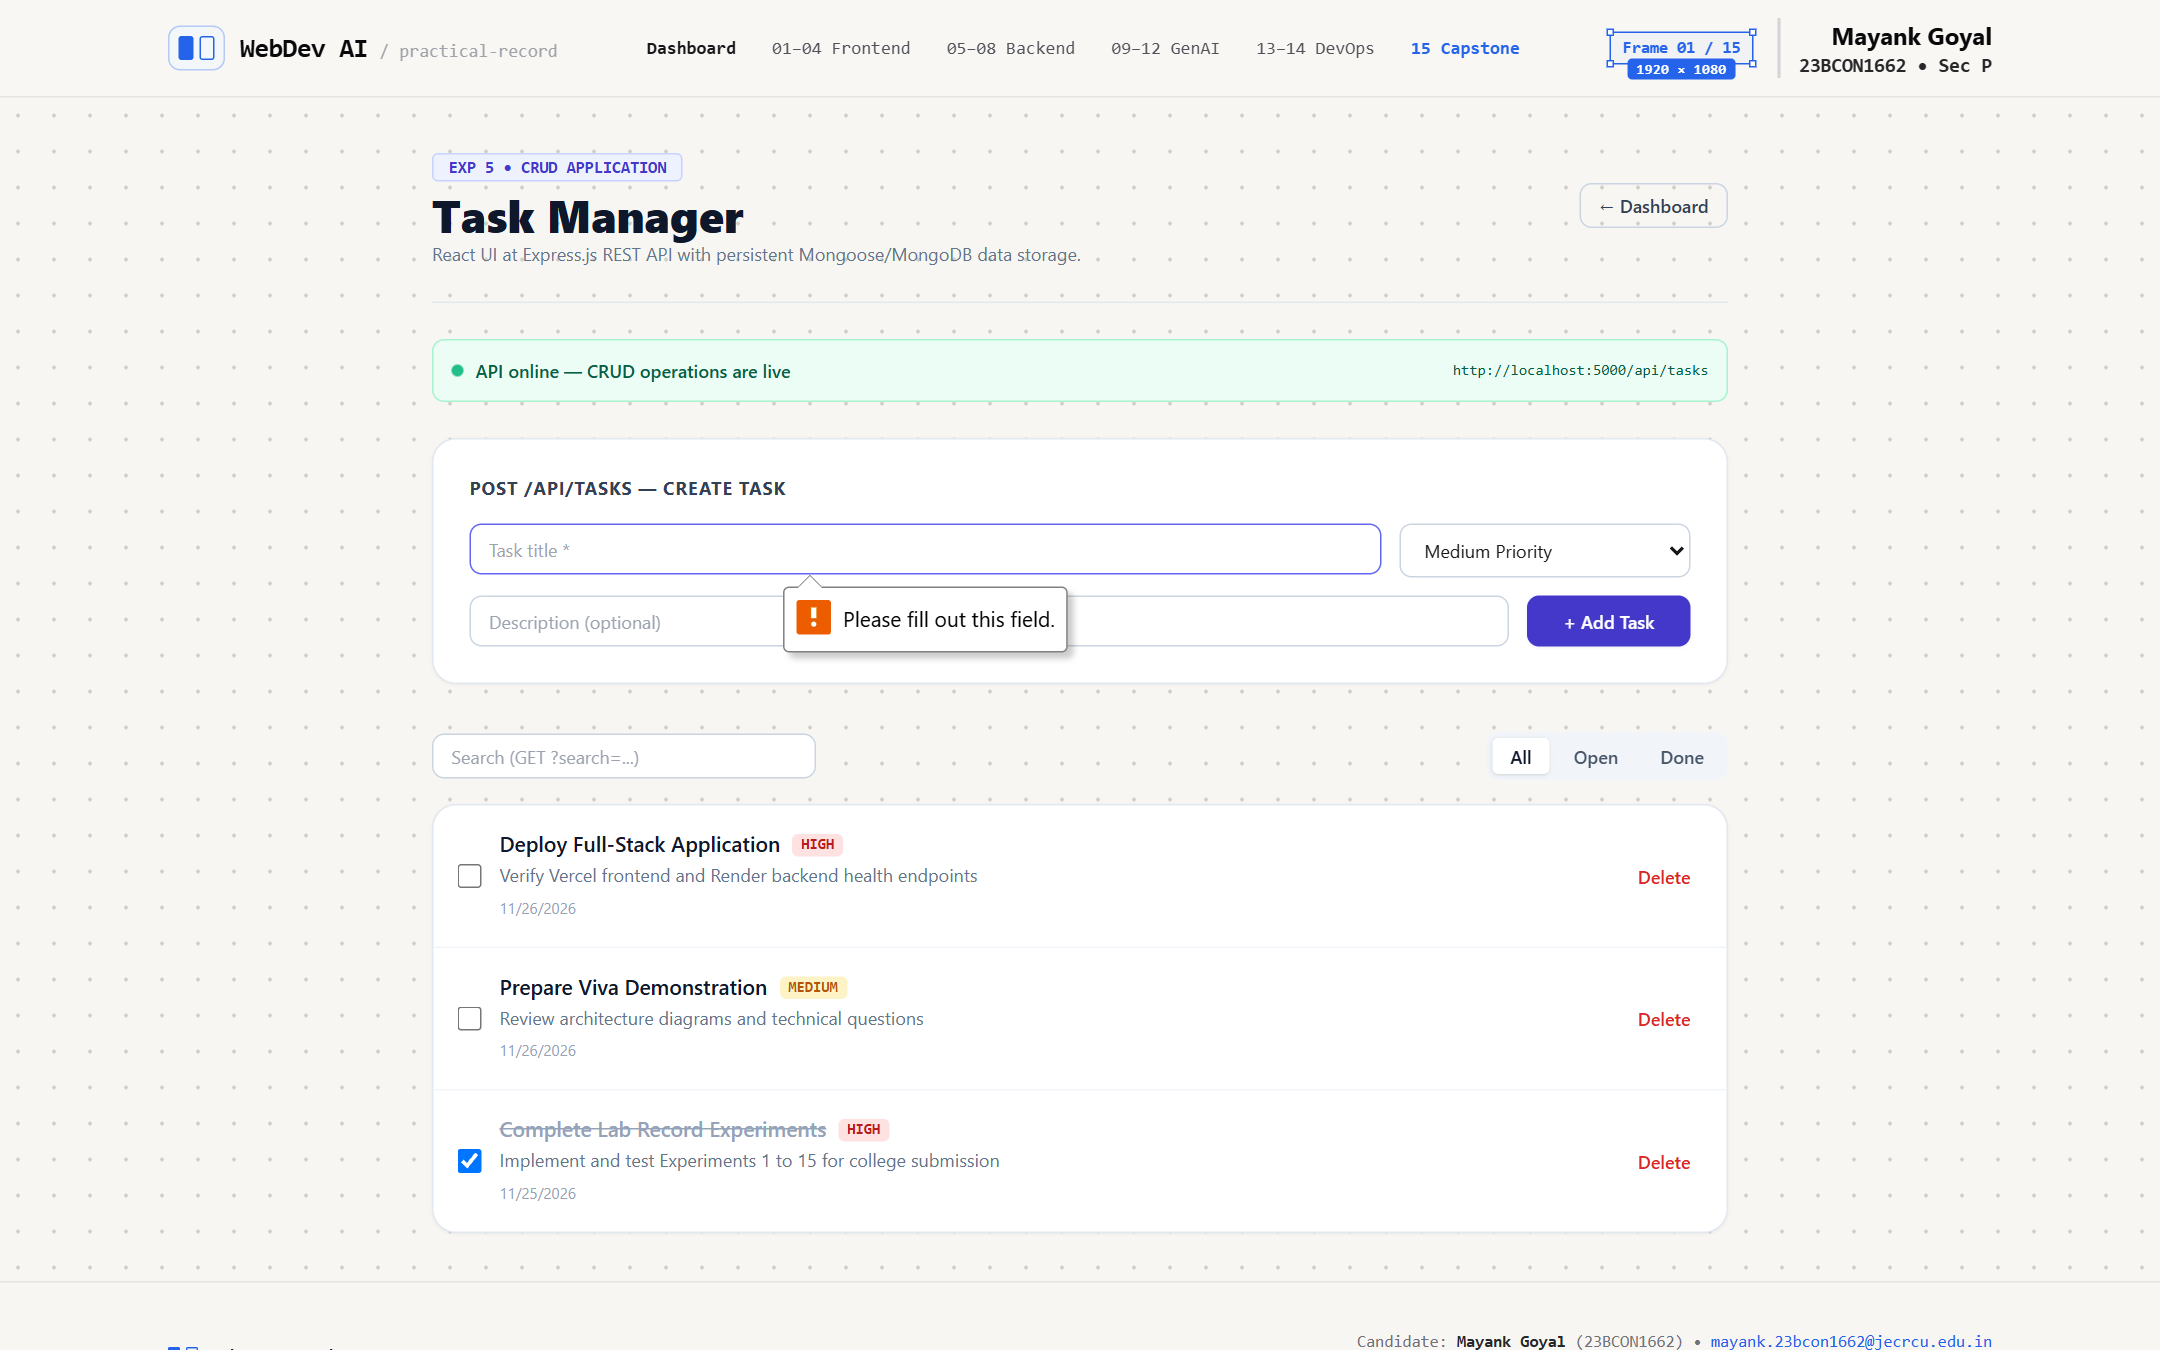 WebDev AI / practical-record
Dashboard 01–04 Frontend 05–08 Backend 09–12 GenAI 13–14 DevOps 15 Capstone
Frame 01 / 15
1920 × 1080
Mayank Goyal
23BCON1662 • Sec P
EXP 5 • CRUD APPLICATION
Task Manager
React UI at Express.js REST API with persistent Mongoose/MongoDB data storage.
← Dashboard
API online — CRUD operations are live
http://localhost:5000/api/tasks
POST /API/TASKS — CREATE TASK
Task title *
Medium Priority
Description (optional)
Please fill out this field.
+ Add Task
Search (GET ?search=...)
All Open Done
Deploy Full-Stack Application HIGH
Verify Vercel frontend and Render backend health endpoints
11/26/2026
Delete
Prepare Viva Demonstration MEDIUM
Review architecture diagrams and technical questions
11/26/2026
Delete
Complete Lab Record Experiments HIGH
Implement and test Experiments 1 to 15 for college submission
11/25/2026
Delete
Candidate: Mayank Goyal (23BCON1662) • mayank.23bcon1662@jecrcu.edu.in